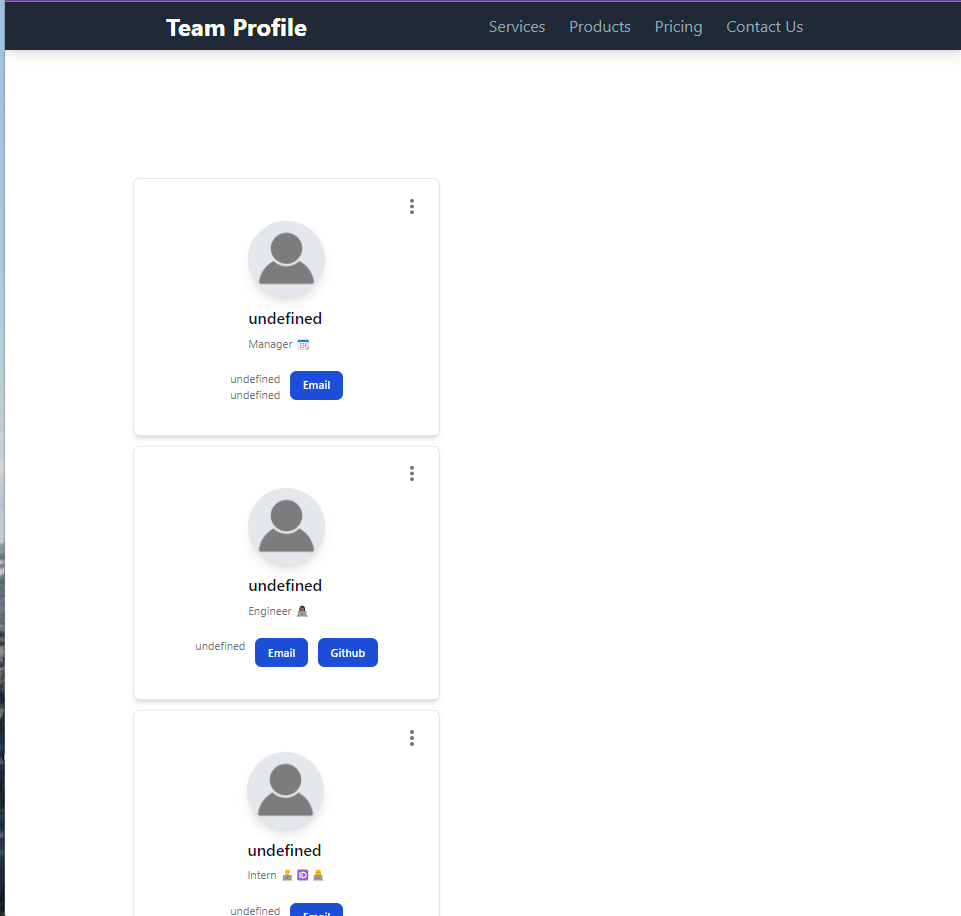 Team Profile Services Products Pricing Contact Us
undefined
Manager 📅
undefined
undefined
Email
undefined
Engineer 👩🏿‍💻
undefined Email Github
undefined
Intern 🧑‍💻🆔👷
undefined Email